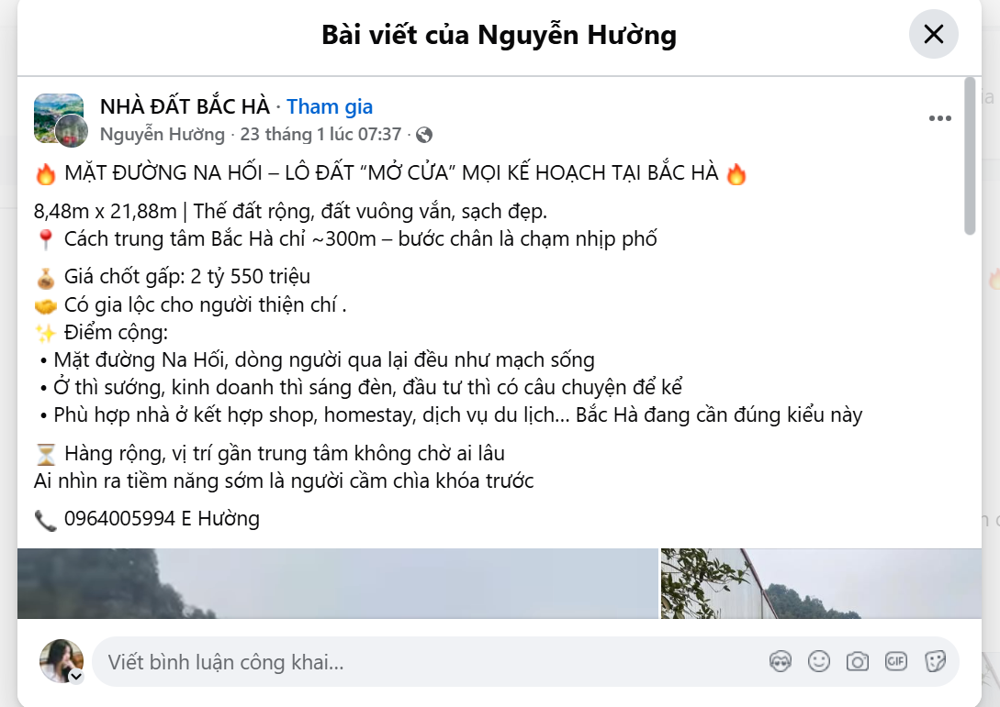 Bài viết của Nguyễn Hường
NHÀ ĐẤT BẮC HÀ · Tham gia
Nguyễn Hường · 23 tháng 1 lúc 07:37 ·
🔥 MẶT ĐƯỜNG NA HỐI – LÔ ĐẤT “MỞ CỬA” MỌI KẾ HOẠCH TẠI BẮC HÀ 🔥
8,48m x 21,88m | Thế đất rộng, đất vuông vắn, sạch đẹp.
📍 Cách trung tâm Bắc Hà chỉ ~300m – bước chân là chạm nhịp phố
💰 Giá chốt gấp: 2 tỷ 550 triệu
🤝 Có gia lộc cho người thiện chí .
✨ Điểm cộng:
• Mặt đường Na Hối, dòng người qua lại đều như mạch sống
• Ở thì sướng, kinh doanh thì sáng đèn, đầu tư thì có câu chuyện để kể
• Phù hợp nhà ở kết hợp shop, homestay, dịch vụ du lịch... Bắc Hà đang cần đúng kiểu này
⏳ Hàng rộng, vị trí gần trung tâm không chờ ai lâu
Ai nhìn ra tiềm năng sớm là người cầm chìa khóa trước
📞 0964005994 E Hường
Viết bình luận công khai...
GIF